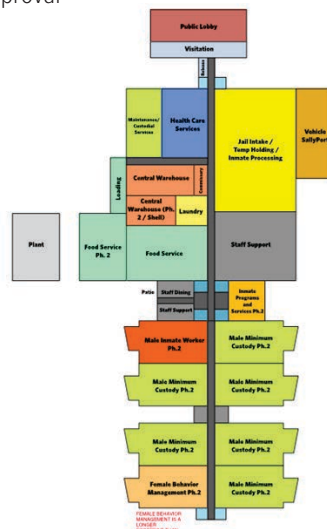 proval
Public Lobby
Visitation
Release
Maintenance/
Custodial
Services
Health Care
Services
Jail Intake /
Temp Holding /
Inmate Processing
Vehicle
SallyPort
Loading
Central Warehouse
Commissary
Central
Warehouse (Ph.
2 / Shell)
Laundry
Plant
Food Service
Ph. 2
Food Service
Staff Support
Patio
Staff Dining
Staff Support
Inmate
Programs
and
Services Ph.2
Male Inmate Worker
Ph.2
Male Minimum
Custody Ph.2
Male Minimum
Custody Ph.2
Male Minimum
Custody Ph.2
Male Minimum
Custody Ph.2
Male Minimum
Custody Ph.2
Female Behavior
Management Ph.2
Male Minimum
Custody Ph.2
FEMALE BEHAVIOR
MANAGEMENT IS A
LONGER